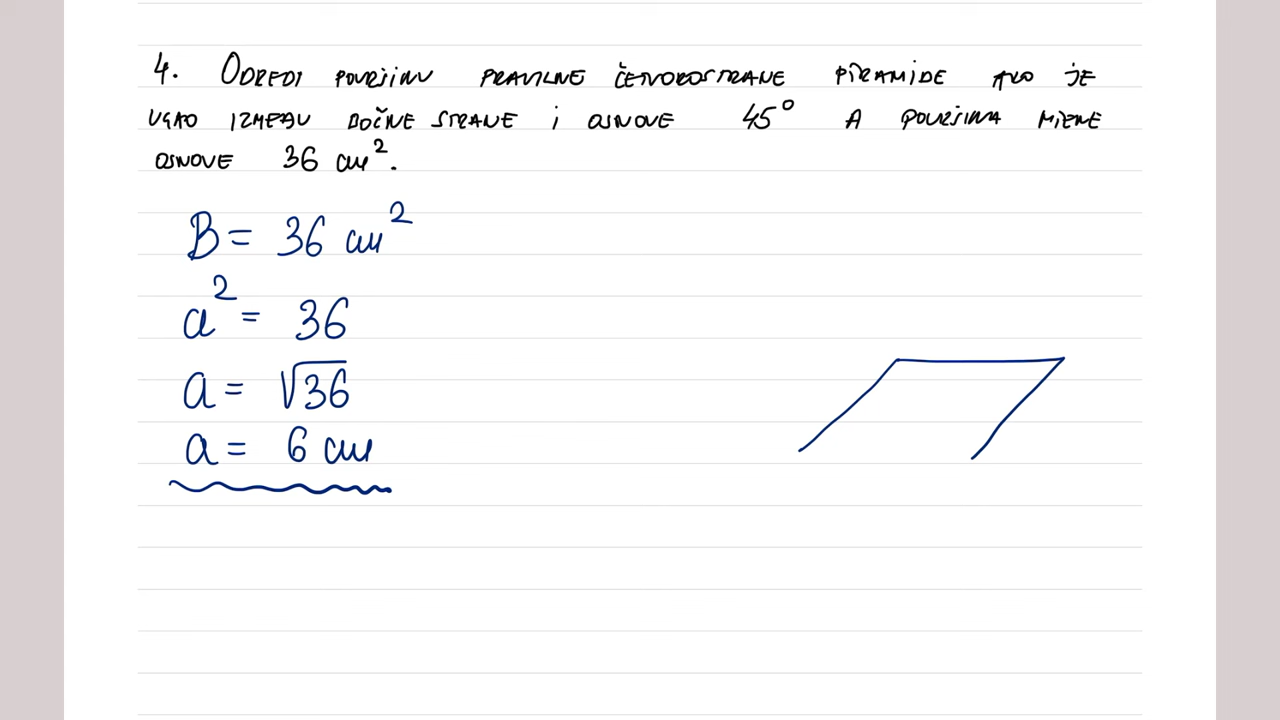 4. ODREDI POVRŠINU PRAVILNE ČETVOROSTRANE PIRAMIDE AKO JE
UGAO IZMEĐU BOČNE STRANE I OSNOVE 45° A POVRŠINA NJENE
OSNOVE 36 cm².
B = 36 cm²
a² = 36
a = √36
a = 6 cm